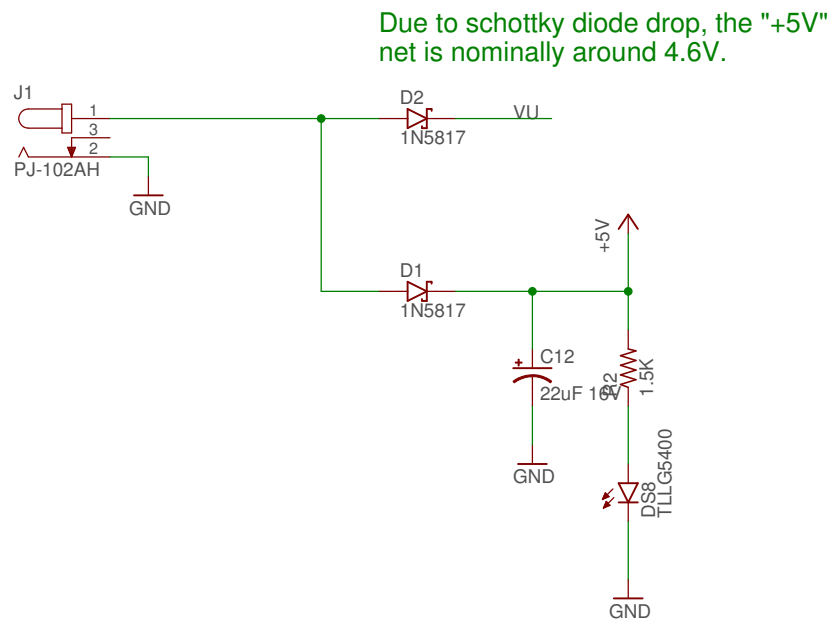 Due to schottky diode drop, the "+5V"
net is nominally around 4.6V.
J1
1
3
2
PJ-102AH
GND
D2
1N5817
VU
+5V
D1
1N5817
C12
+
22uF 16V
GND
R2
1.5K
DS8
TLLG5400
GND